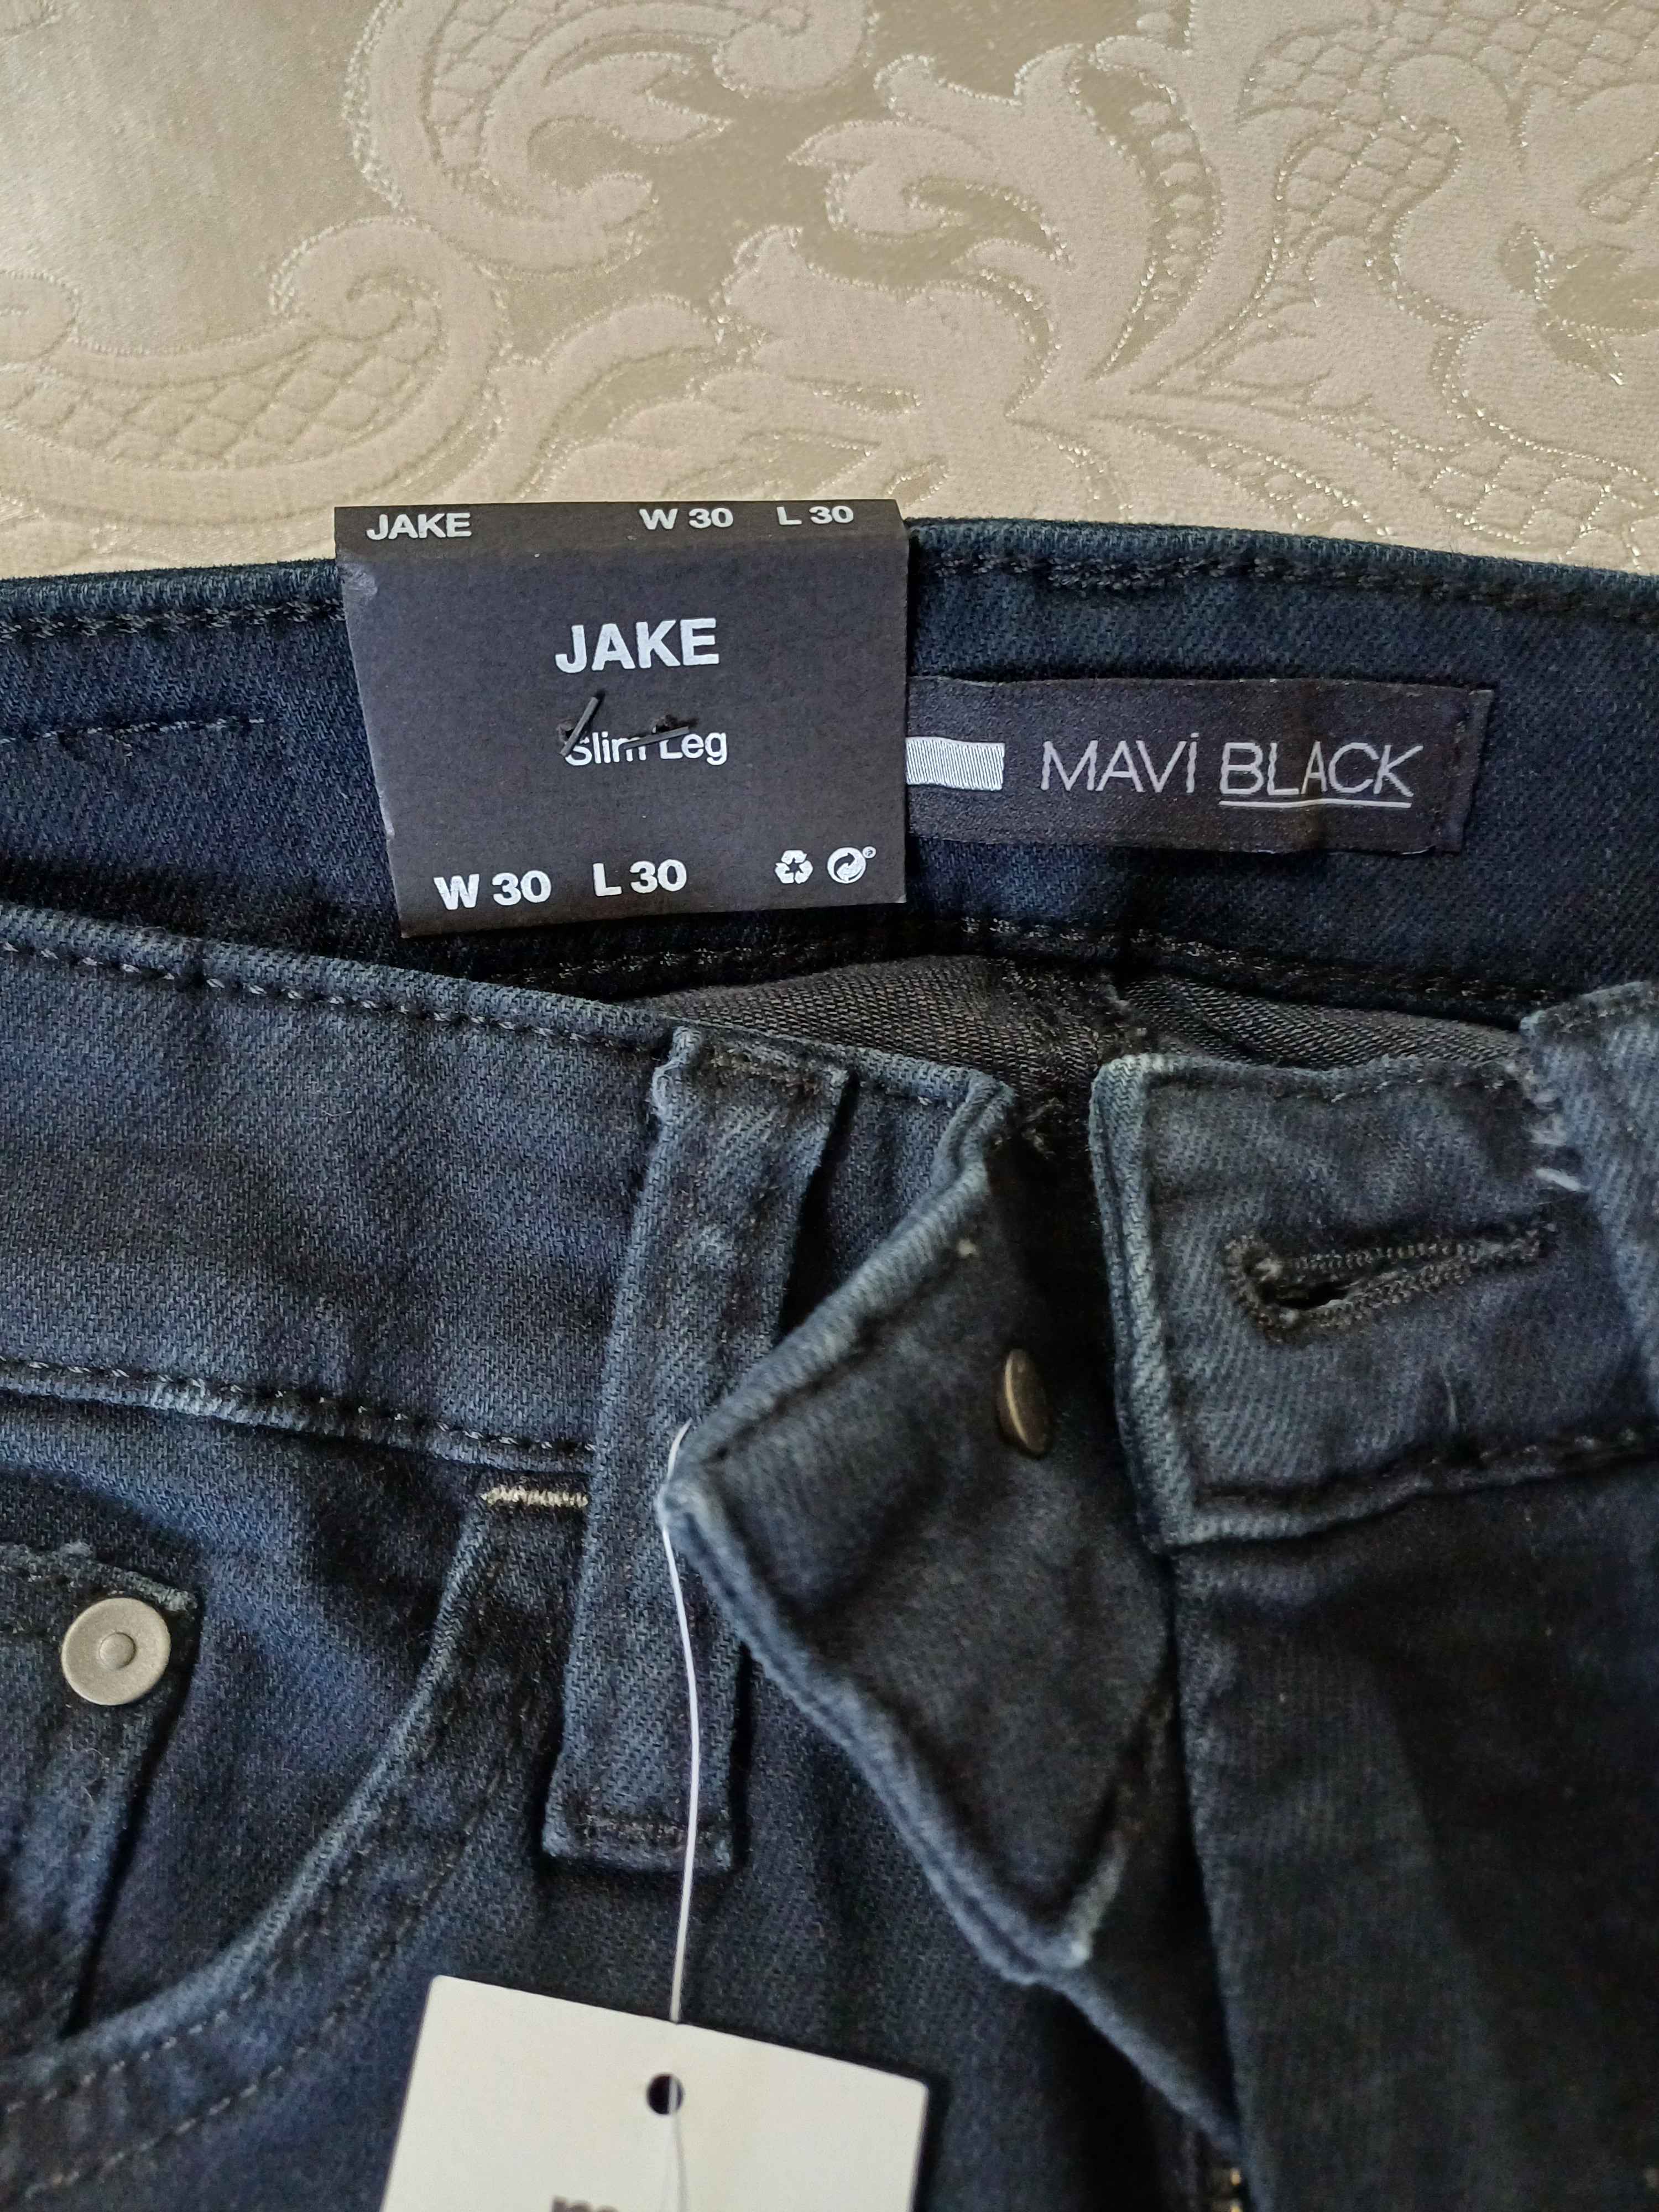 JAKE W 30 L 30
JAKE
Slim Leg
W 30 L 30
MAVİ BLACK